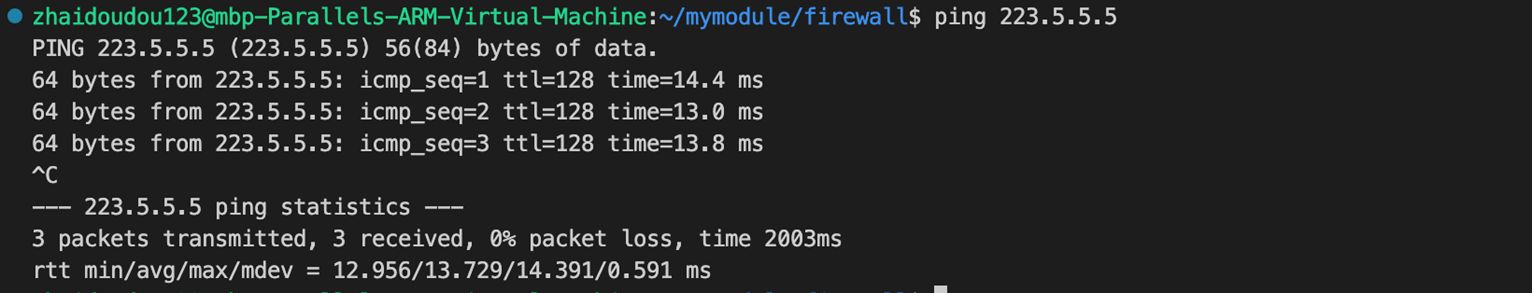 zhaidoudou123@mbp-Parallels-ARM-Virtual-Machine:~/mymodule/firewall$ ping 223.5.5.5
PING 223.5.5.5 (223.5.5.5) 56(84) bytes of data.
64 bytes from 223.5.5.5: icmp_seq=1 ttl=128 time=14.4 ms
64 bytes from 223.5.5.5: icmp_seq=2 ttl=128 time=13.0 ms
64 bytes from 223.5.5.5: icmp_seq=3 ttl=128 time=13.8 ms
^C
--- 223.5.5.5 ping statistics ---
3 packets transmitted, 3 received, 0% packet loss, time 2003ms
rtt min/avg/max/mdev = 12.956/13.729/14.391/0.591 ms